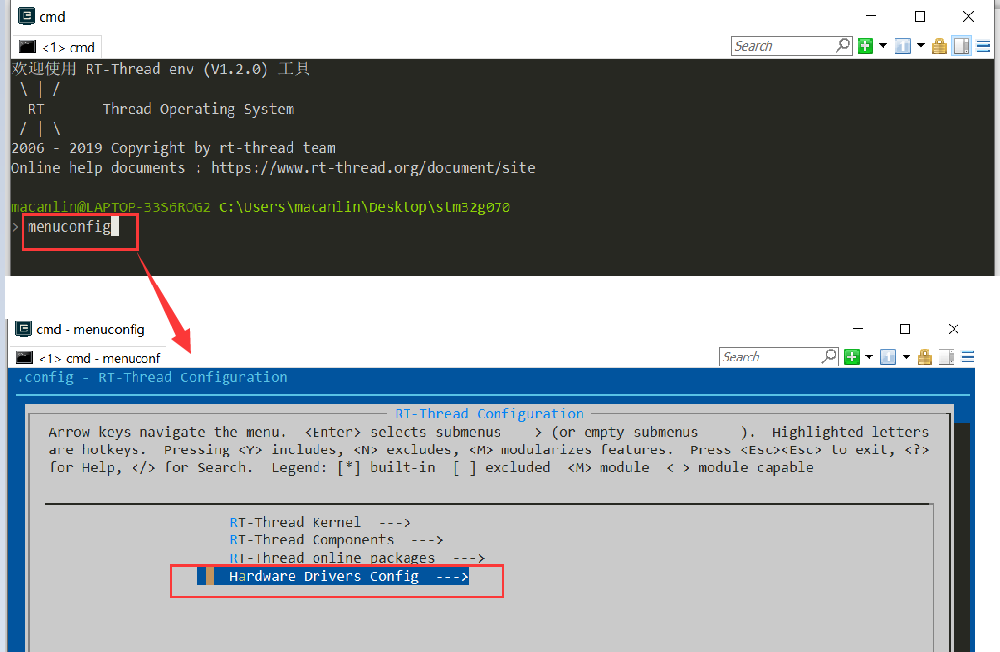 cmd
<1> cmd
Search
欢迎使用 RT-Thread env (V1.2.0) 工具
\ | /
RT Thread Operating System
/ | \
2006 - 2019 Copyright by rt-thread team
Online help documents : https://www.rt-thread.org/document/site
macanlin@LAPTOP-33S6ROG2 C:\Users\macanlin\Desktop\stm32g070
> menuconfig
cmd - menuconfig
<1> cmd - menuconf
Search
.config - RT-Thread Configuration
RT-Thread Configuration
Arrow keys navigate the menu. <Enter> selects submenus > (or empty submenus ). Highlighted letters
are hotkeys. Pressing <Y> includes, <N> excludes, <M> modularizes features. Press <Esc><Esc> to exit, <?>
for Help, </> for Search. Legend: [*] built-in [ ] excluded <M> module < > module capable
RT-Thread Kernel --->
RT-Thread Components --->
RT-Thread online packages --->
Hardware Drivers Config --->